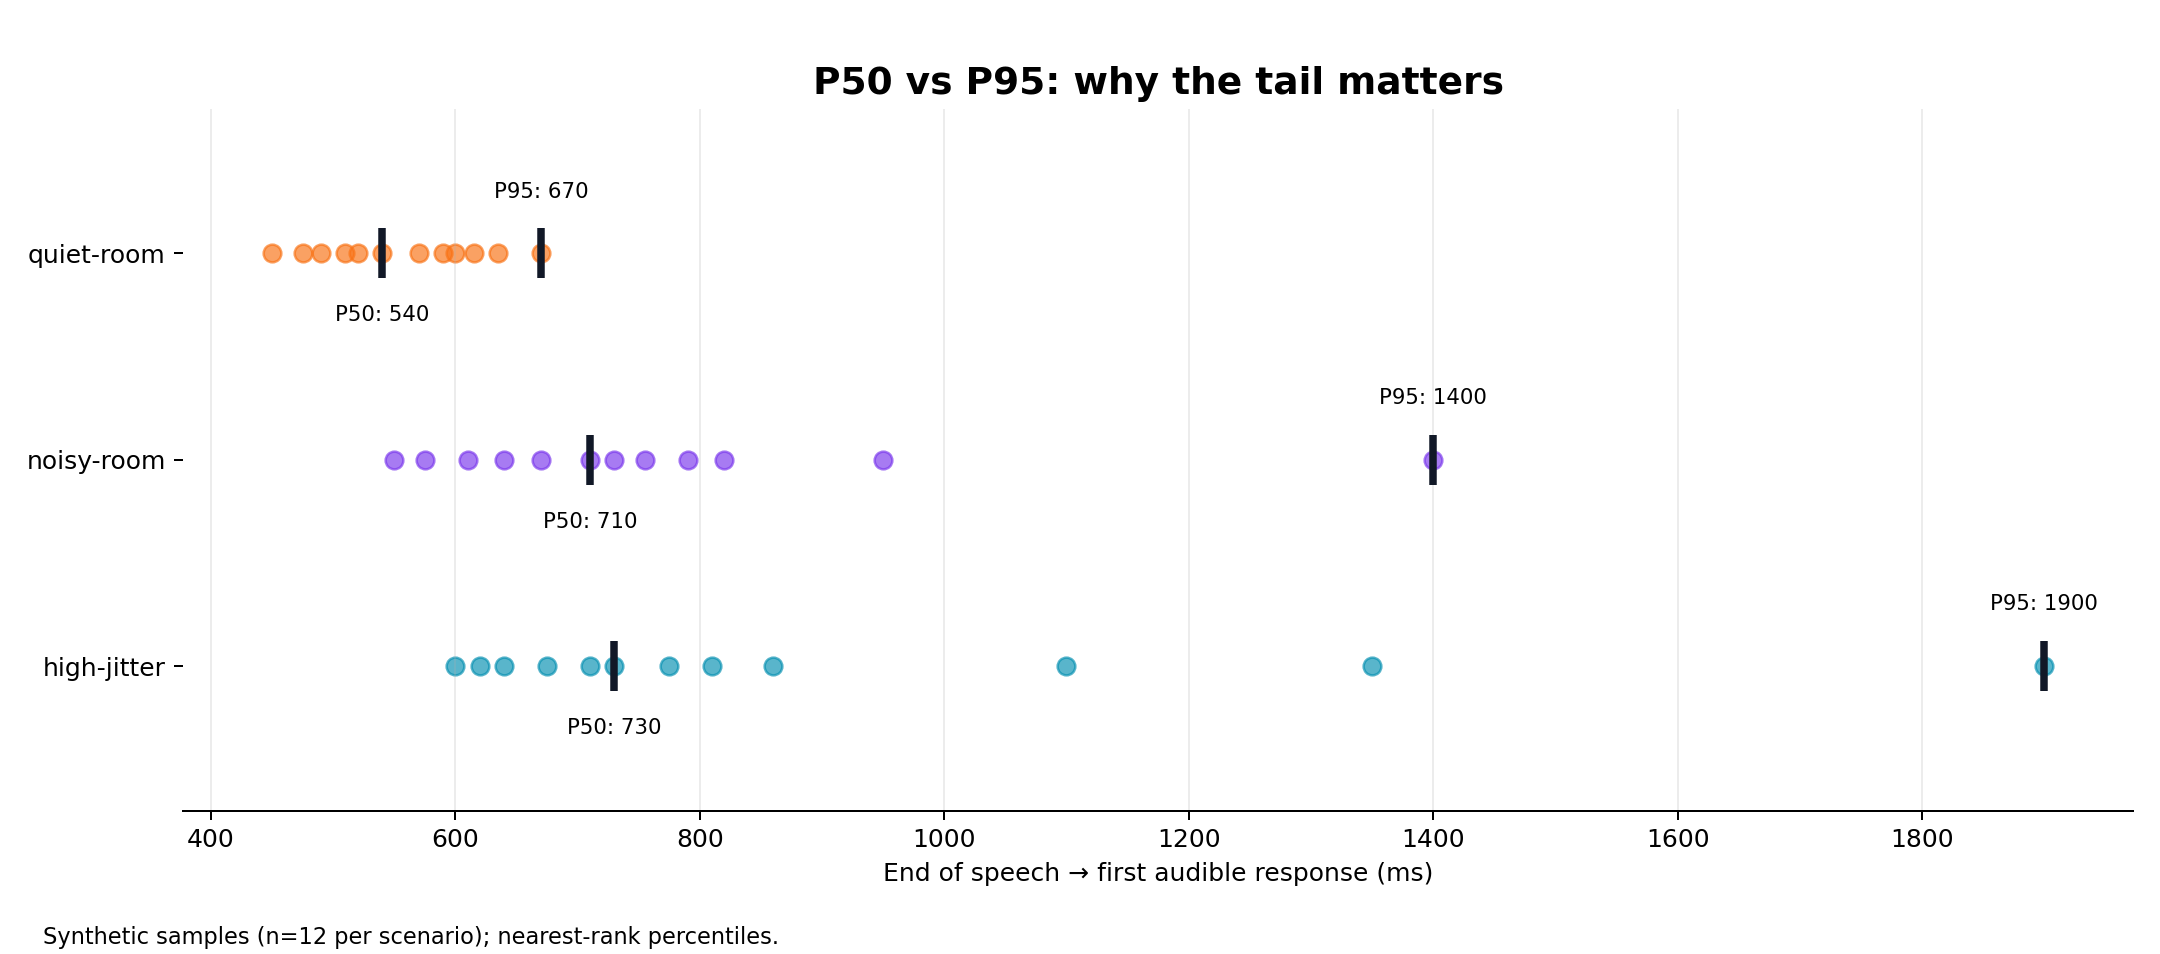 P50 vs P95: why the tail matters
P95: 670
quiet-room
P50: 540
P95: 1400
noisy-room
P50: 710
P95: 1900
high-jitter
P50: 730
400 600 800 1000 1200 1400 1600 1800
End of speech → first audible response (ms)
Synthetic samples (n=12 per scenario); nearest-rank percentiles.